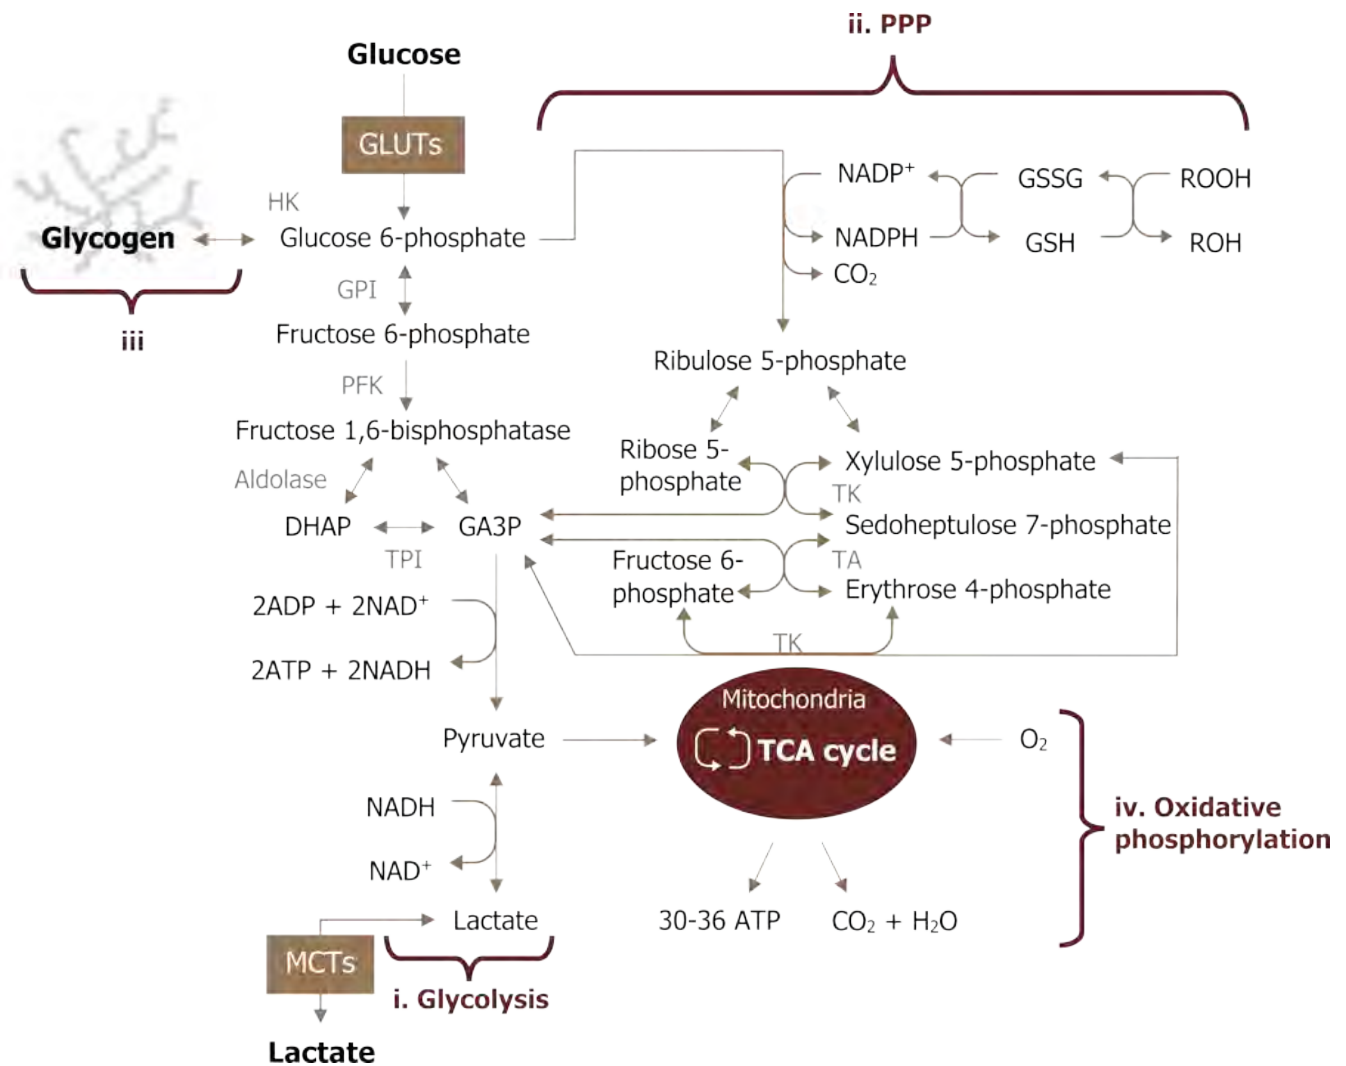 ii. PPP
Glucose
GLUTs
NADP⁺
GSSG
ROOH
HK
Glycogen
Glucose 6-phosphate
NADPH
GSH
ROH
CO₂
GPI
iii
Fructose 6-phosphate
Ribulose 5-phosphate
PFK
Fructose 1,6-bisphosphatase
Ribose 5-
phosphate
Xylulose 5-phosphate
Aldolase
TK
DHAP
GA3P
Sedoheptulose 7-phosphate
TPI
Fructose 6-
phosphate
TA
Erythrose 4-phosphate
2ADP + 2NAD⁺
TK
2ATP + 2NADH
Mitochondria
Pyruvate
TCA cycle
O₂
NADH
iv. Oxidative
phosphorylation
NAD⁺
Lactate
30-36 ATP
CO₂ + H₂O
MCTs
i. Glycolysis
Lactate